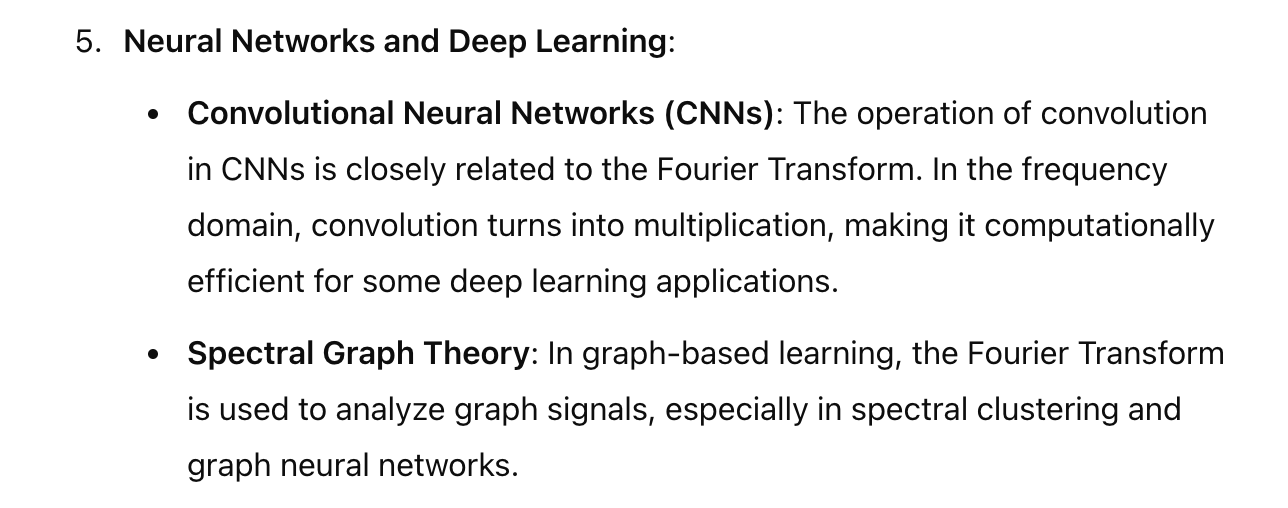 5. Neural Networks and Deep Learning:
• Convolutional Neural Networks (CNNs): The operation of convolution
in CNNs is closely related to the Fourier Transform. In the frequency
domain, convolution turns into multiplication, making it computationally
efficient for some deep learning applications.
• Spectral Graph Theory: In graph-based learning, the Fourier Transform
is used to analyze graph signals, especially in spectral clustering and
graph neural networks.